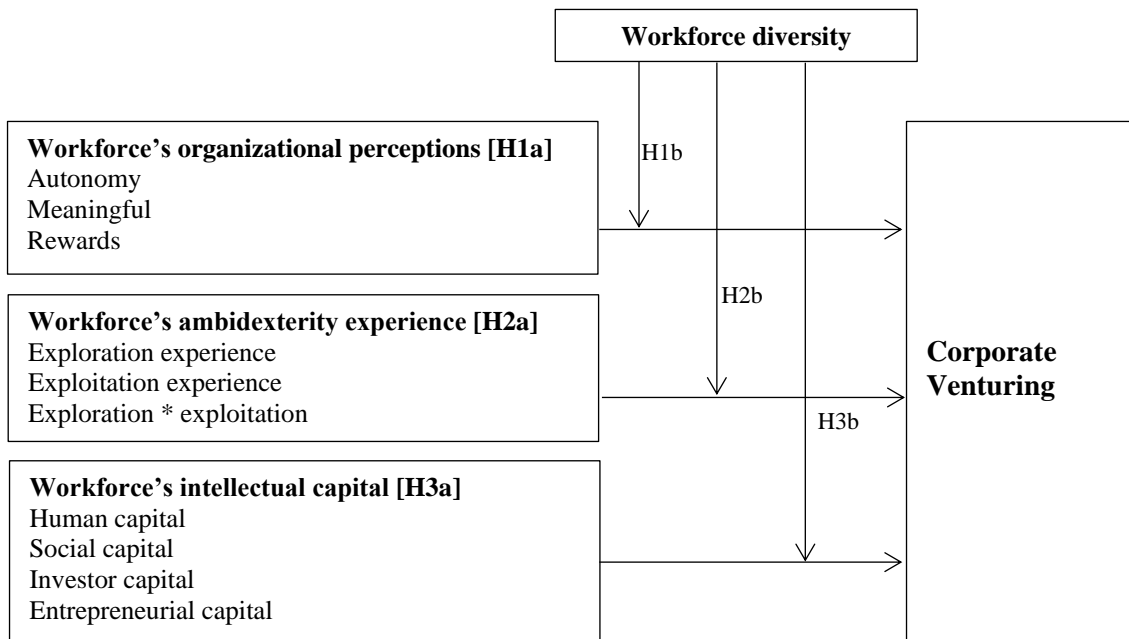 Workforce diversity
Workforce’s organizational perceptions [H1a]
Autonomy
Meaningful
Rewards
H1b
Workforce’s ambidexterity experience [H2a]
Exploration experience
Exploitation experience
Exploration * exploitation
H2b
Workforce’s intellectual capital [H3a]
Human capital
Social capital
Investor capital
Entrepreneurial capital
H3b
Corporate
Venturing